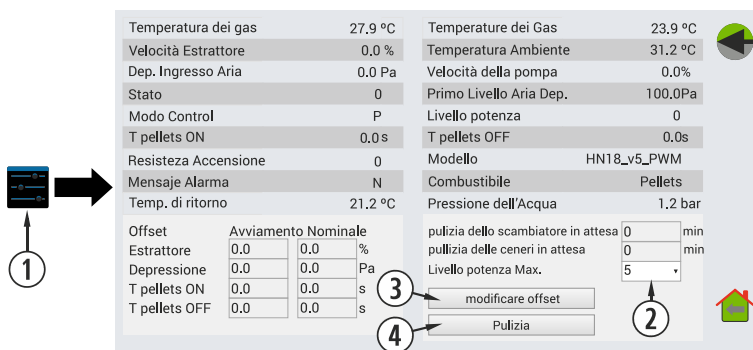 Temperatura dei gas 27.9 ºC
Velocità Estrattore 0.0 %
Dep. Ingresso Aria 0.0 Pa
Stato 0
Modo Control P
T pellets ON 0.0 s
Resisteza Accensione 0
Mensaje Alarma N
Temp. di ritorno 21.2 ºC
Temperature dei Gas 23.9 ºC
Temperatura Ambiente 31.2 ºC
Velocità della pompa 0.0%
Primo Livello Aria Dep. 100.0Pa
Livello potenza 0
T pellets OFF 0.0s
Modello HN18_v5_PWM
Combustibile Pellets
Pressione dell'Acqua 1.2 bar
Offset Avviamento Nominale
Estrattore 0.0 0.0 %
Depressione 0.0 0.0 Pa
T pellets ON 0.0 0.0 s
T pellets OFF 0.0 0.0 s
pulizia dello scambiatore in attesa 0 min
pullizia delle ceneri in attesa 0 min
Livello potenza Max. 5
modificare offset
Pulizia
1
2
3
4